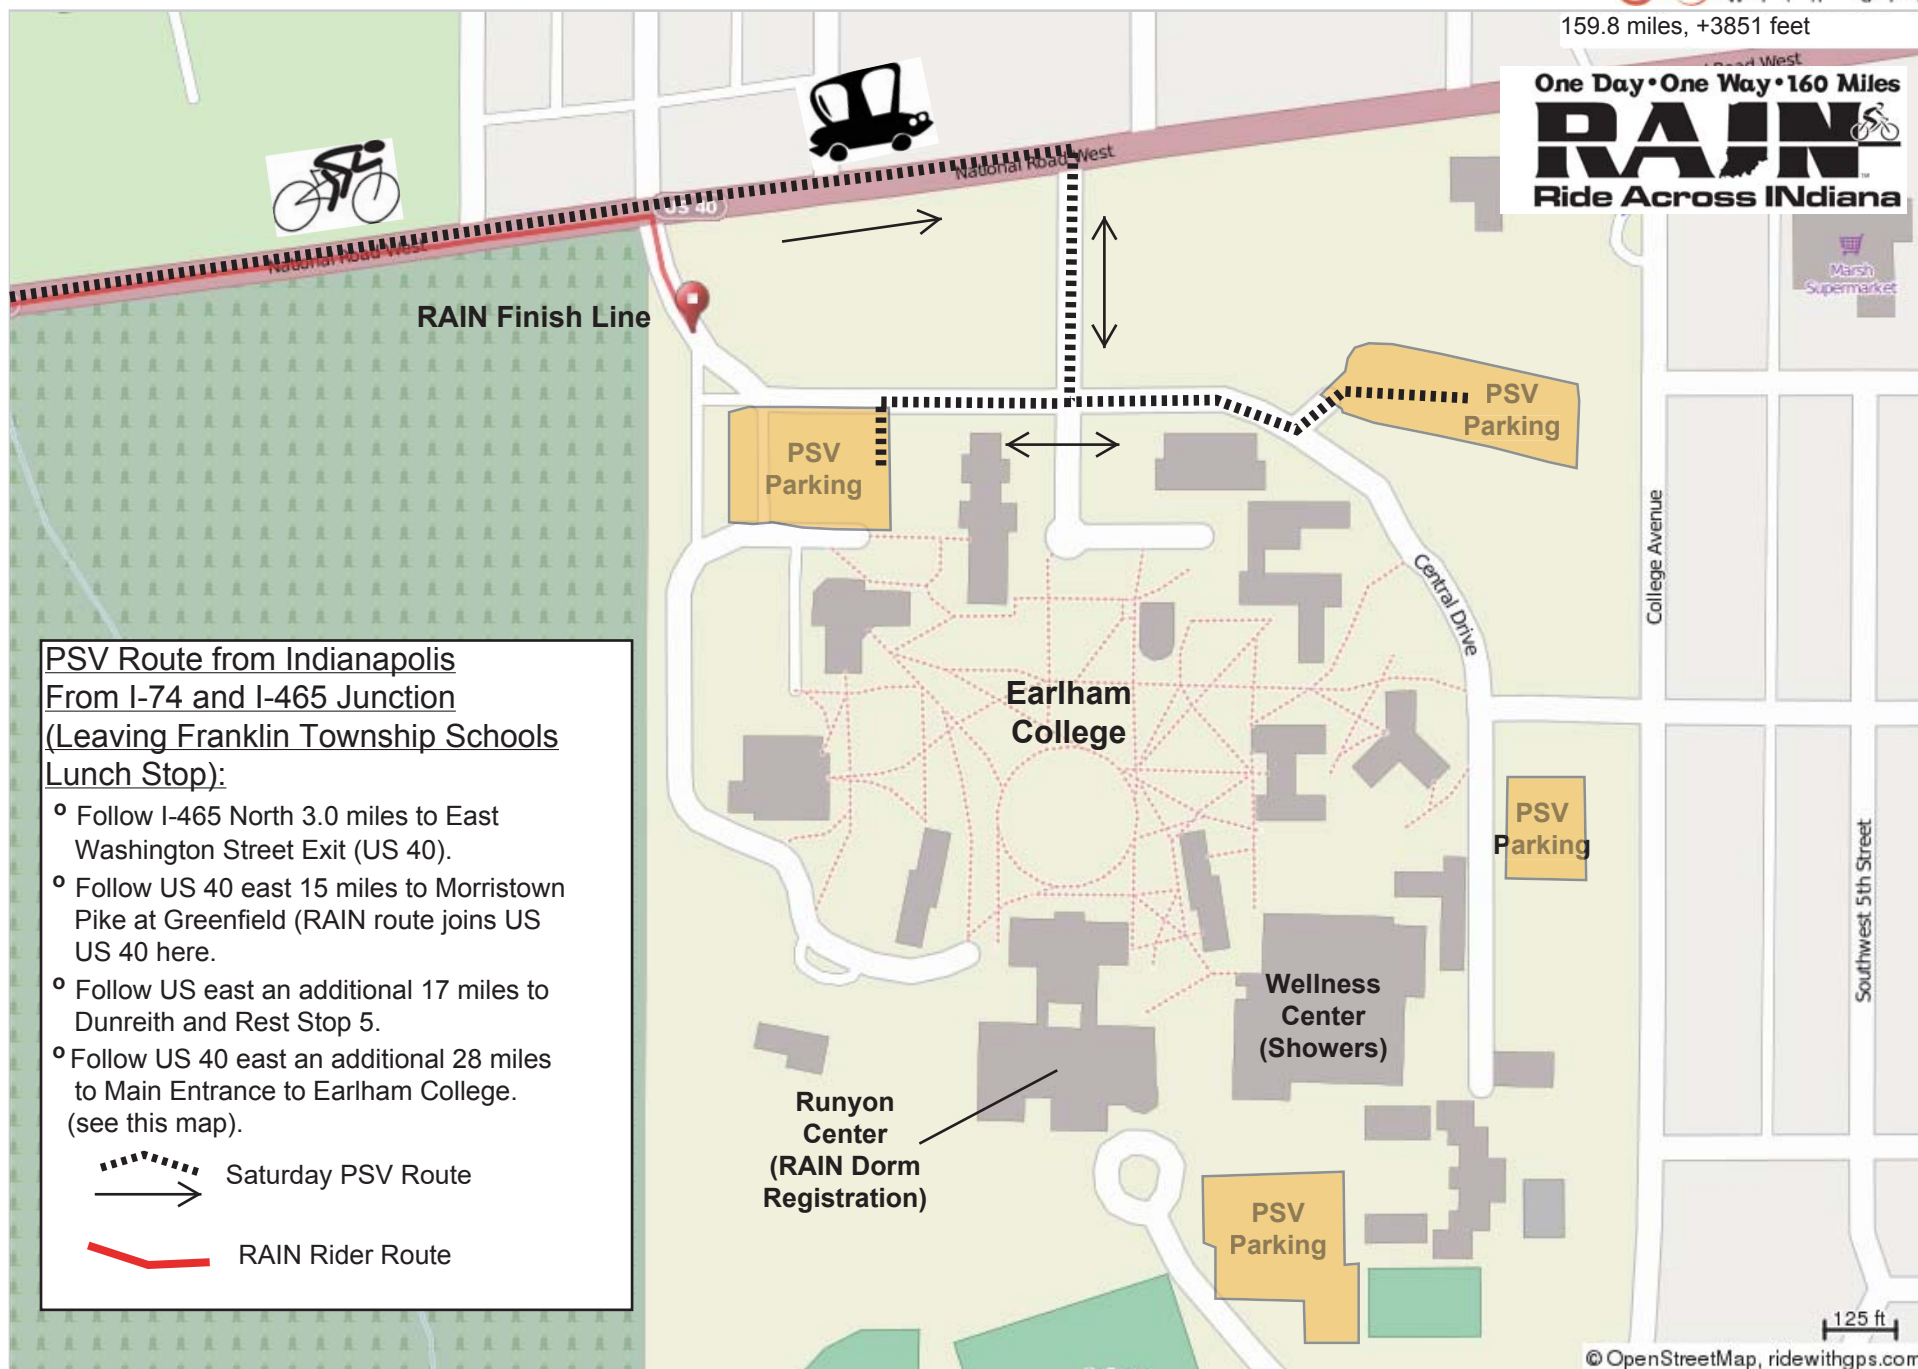 159.8 miles, +3851 feet
Road West
One Day•One Way•160 Miles
RAIN
™
Ride Across INdiana
National Road West
US 40
National Road West
Marsh
Supermarket
RAIN Finish Line
PSV
Parking
PSV
Parking
College Avenue
Central Drive
PSV Route from Indianapolis
From I-74 and I-465 Junction
(Leaving Franklin Township Schools
Lunch Stop):
o Follow I-465 North 3.0 miles to East
Washington Street Exit (US 40).
o Follow US 40 east 15 miles to Morristown
Pike at Greenfield (RAIN route joins US
US 40 here.
o Follow US east an additional 17 miles to
Dunreith and Rest Stop 5.
o Follow US 40 east an additional 28 miles
to Main Entrance to Earlham College.
(see this map).
Saturday PSV Route
RAIN Rider Route
Earlham
College
PSV
Parking
Southwest 5th Street
Wellness
Center
(Showers)
Runyon
Center
(RAIN Dorm
Registration)
PSV
Parking
125 ft
© OpenStreetMap, ridewithgps.com